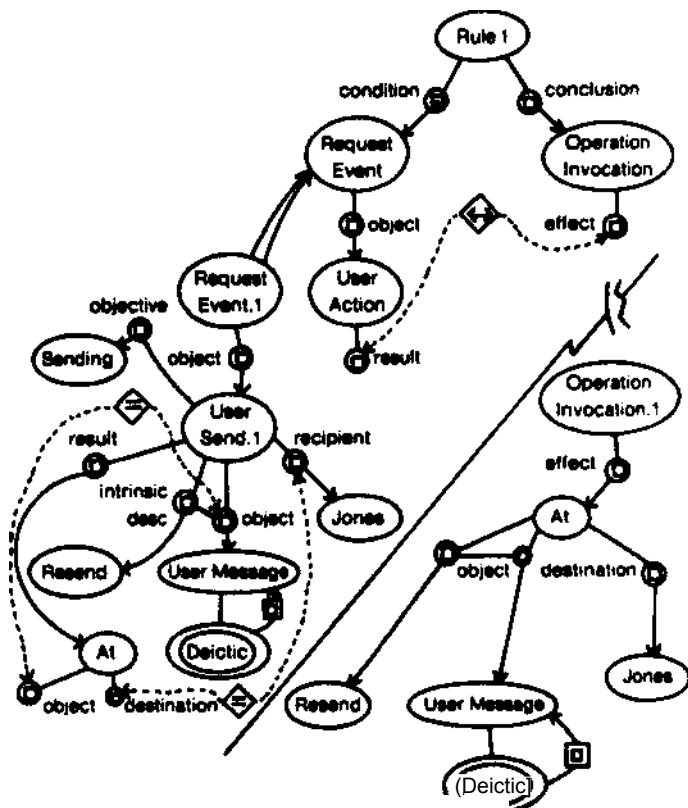 Rule 1
condition
conclusion
Request
Event
Operation
Invocation
object
effect
Request
Event.1
User
Action
objective
result
Sending
object
Operation
Invocation.1
User
Send.1
recipient
result
effect
intrinsic
desc
object
Jones
At
Resend
User Message
object
destination
Deictic
At
object
destination
Resend
User Message
Jones
(Deictic]